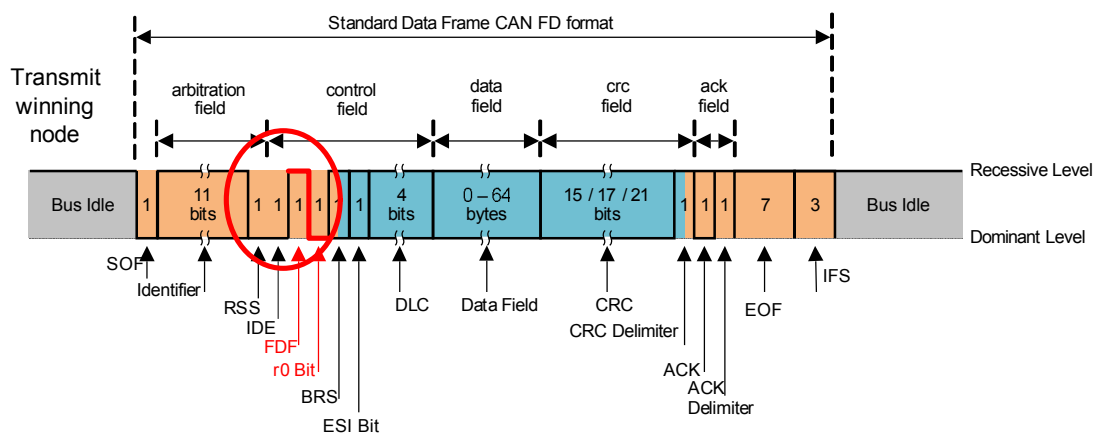 Standard Data Frame CAN FD format
Transmit
winning
node
arbitration
field
control
field
data
field
crc
field
ack
field
Recessive Level
Bus Idle
1
11
bits
1
1
1
1
1
1
4
bits
0 – 64
bytes
15 / 17 / 21
bits
1
1
1
7
3
Bus Idle
Dominant Level
SOF
Identifier
RSS
IDE
FDF
r0 Bit
BRS
ESI Bit
DLC
Data Field
CRC
CRC Delimiter
ACK
ACK
Delimiter
EOF
IFS